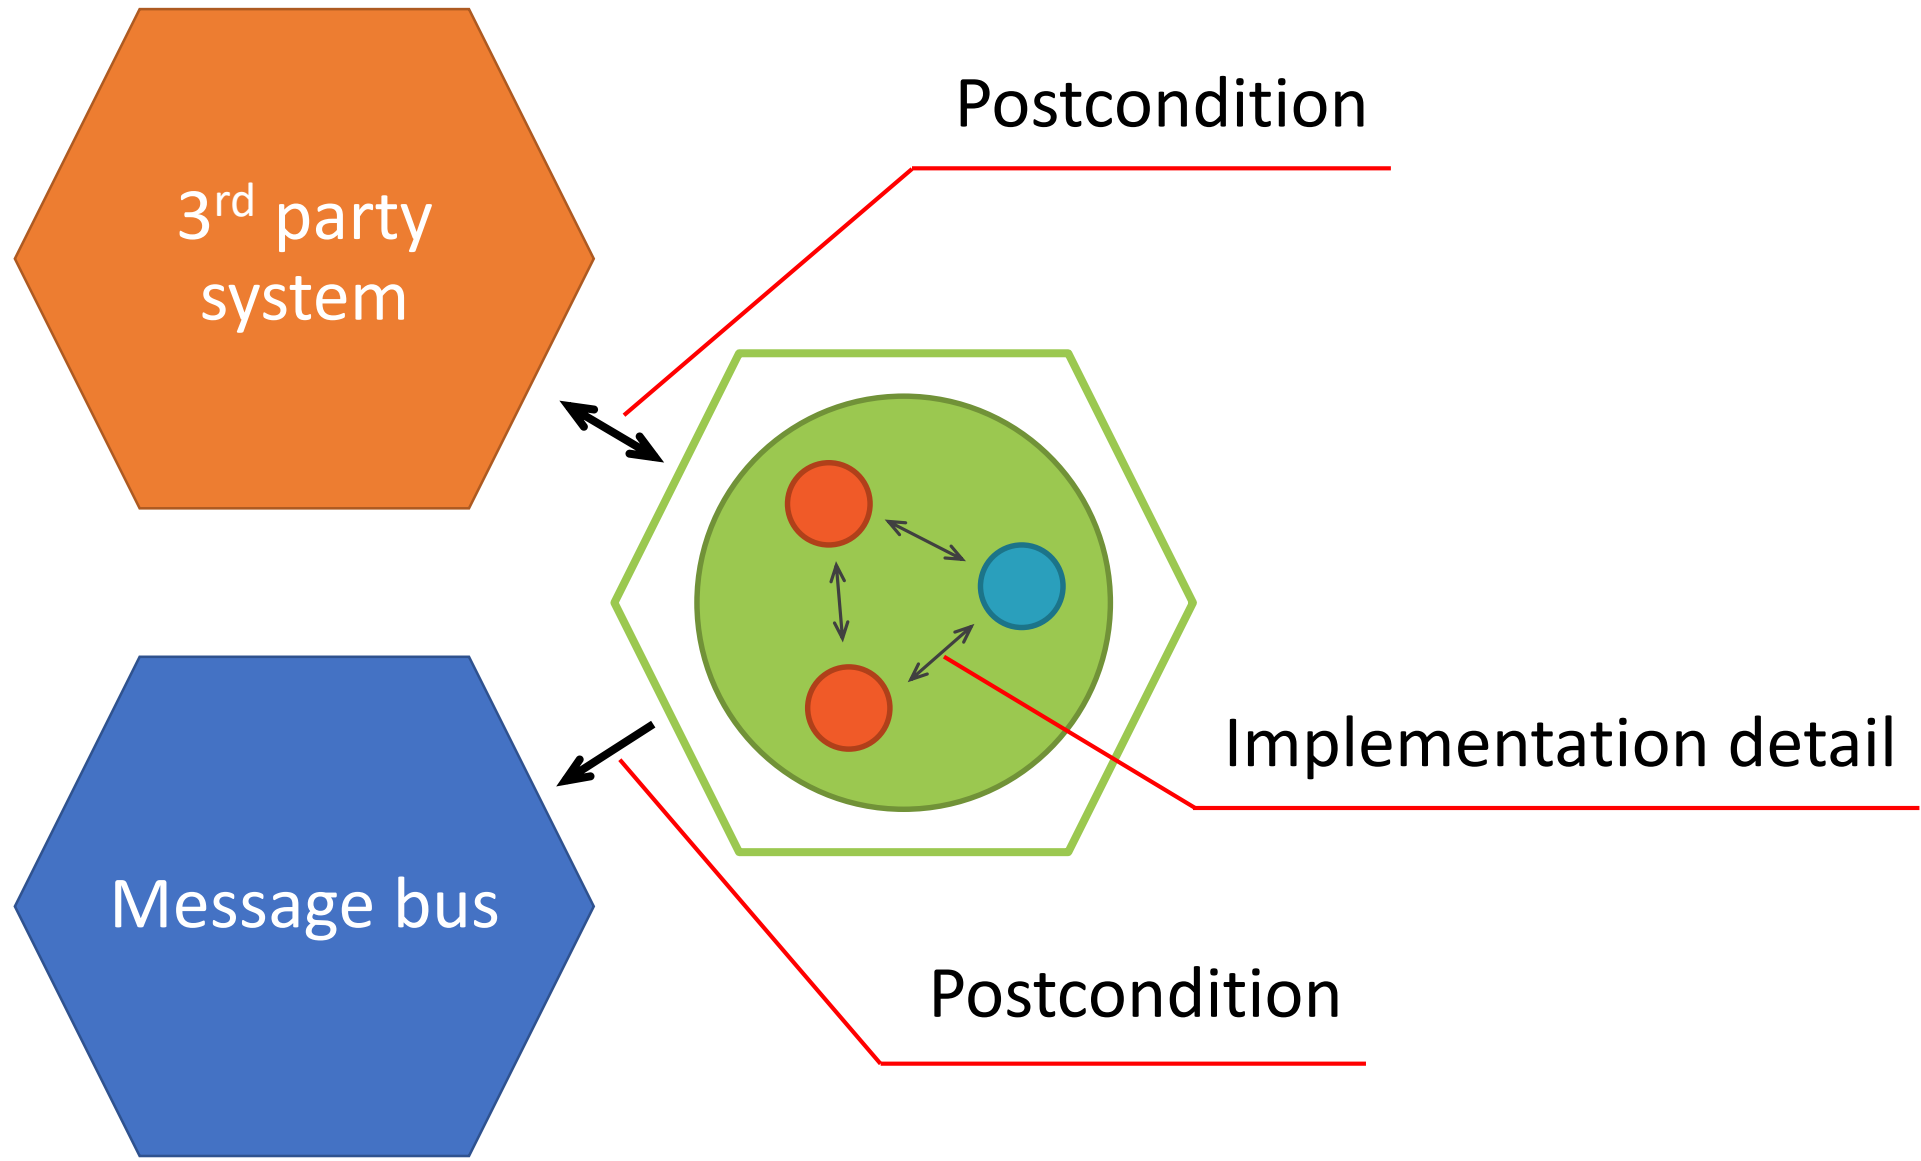 Postcondition
3rd party
system
Implementation detail
Message bus
Postcondition